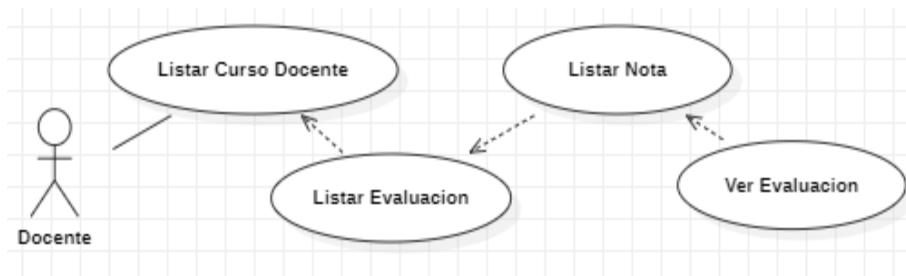 Listar Curso Docente
Listar Nota
Listar Evaluacion
Ver Evaluacion
Docente